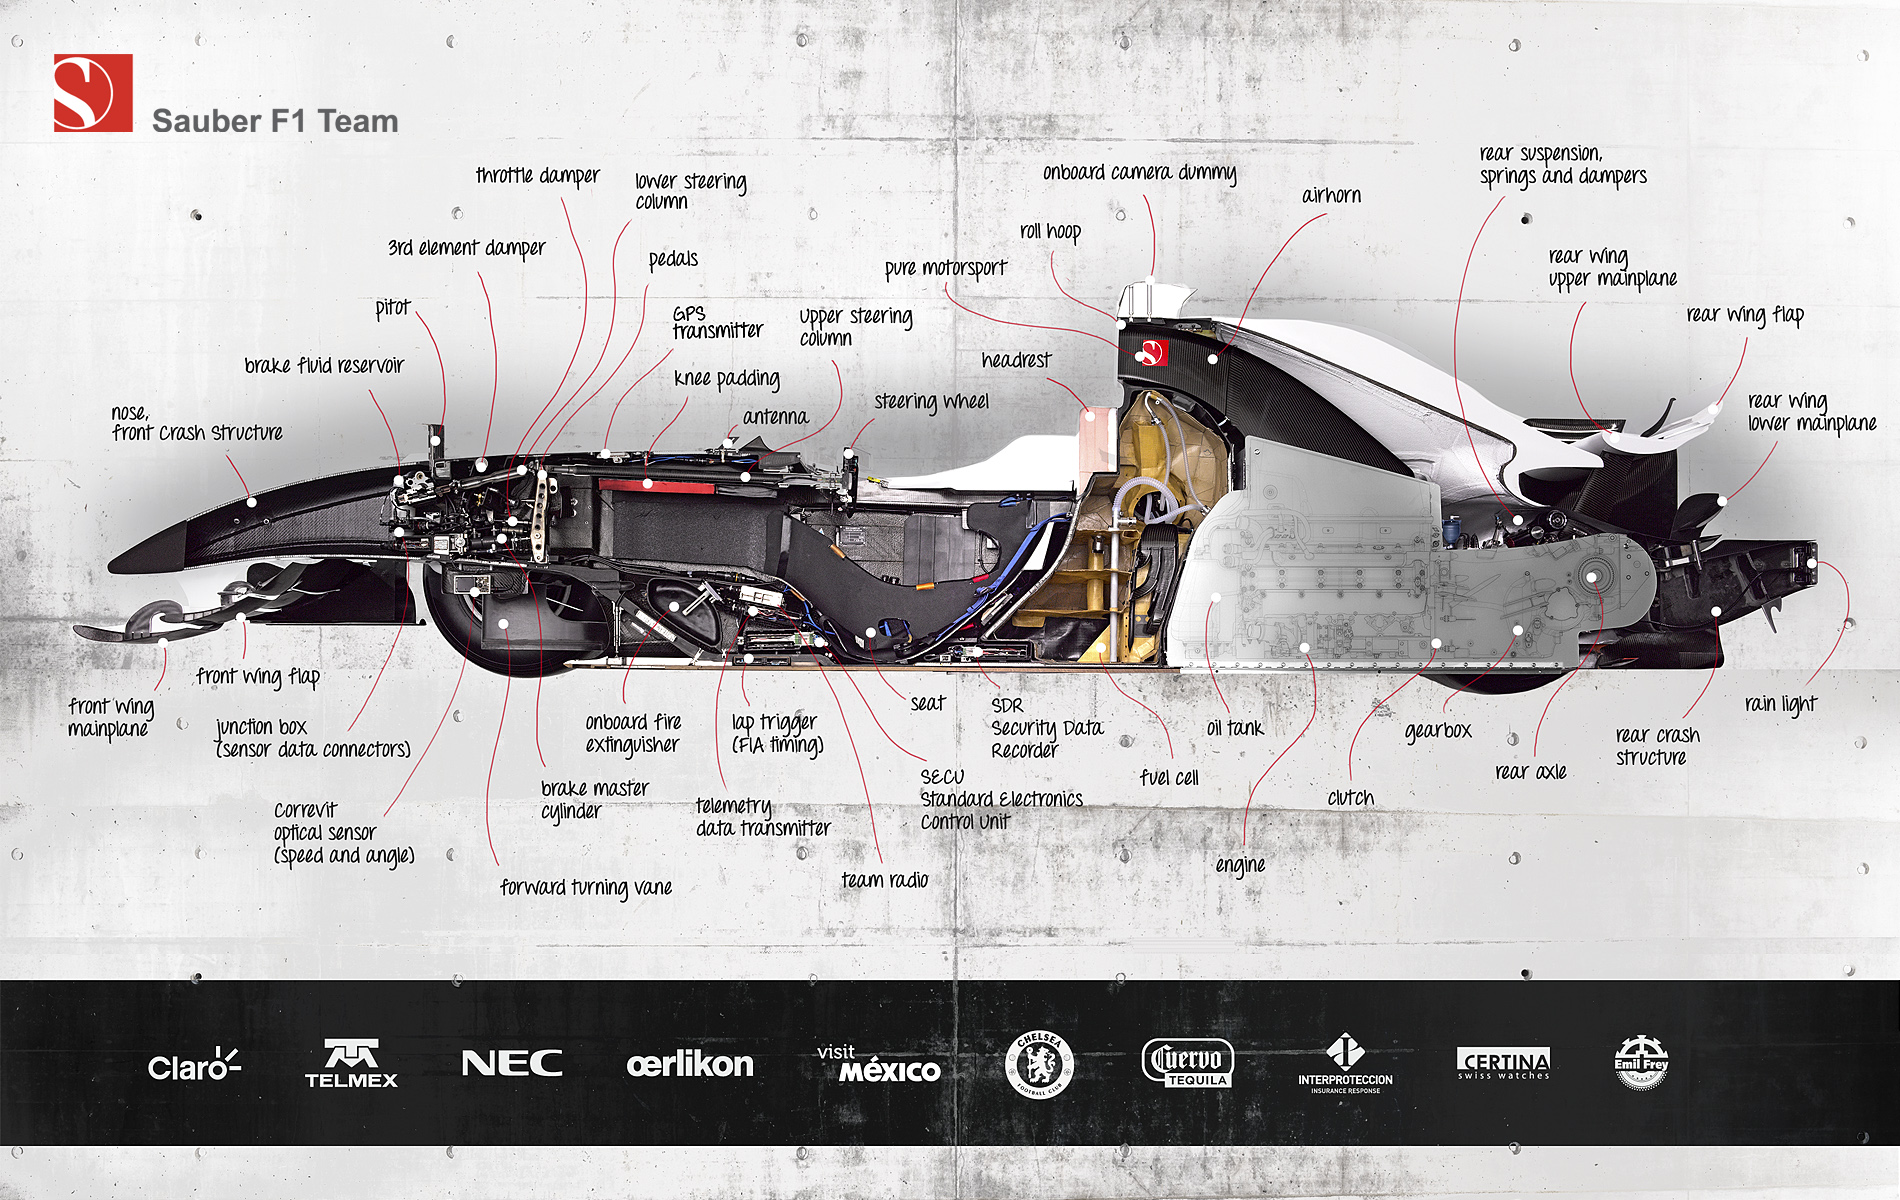 Sauber F1 Team
throttle damper
lower steering
column
3rd element damper
pedals
pitot
GPS
transmitter
upper steering
column
brake fluid reservoir
knee padding
antenna
steering wheel
nose,
front crash structure
onboard camera dummy
airhorn
roll hoop
pure motorsport
headrest
rear suspension,
springs and dampers
rear wing
upper mainplane
rear wing flap
rear wing
lower mainplane
front wing
mainplane
front wing flap
junction box
(sensor data connectors)
Correvit
optical sensor
(speed and angle)
forward turning vane
brake master
cylinder
onboard fire
extinguisher
lap trigger
(FIA timing)
telemetry
data transmitter
team radio
seat
SECU
Standard Electronics
Control Unit
SDR
Security Data
Recorder
fuel cell
oil tank
engine
clutch
gearbox
rear axle
rear crash
structure
rain light
Claro
TELMEX
NEC
œrlikon
visit
México
CHELSEA
FOOTBALL CLUB
Cuervo
TEQUILA
INTERPROTECCION
INSURANCE RESPONSE
CERTINA
swiss watches
Emil Frey